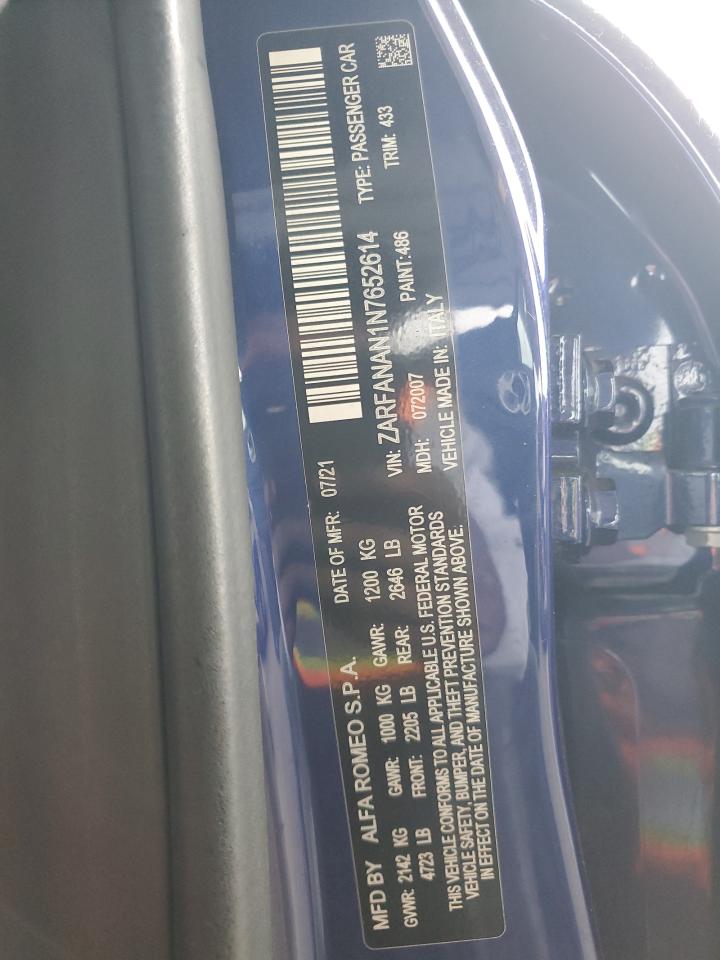 MFD BY ALFA ROMEO S.P.A. DATE OF MFR: 07/21
GVWR: 2142 KG GAWR: 1000 KG GAWR: 1200 KG
4723 LB FRONT: 2205 LB REAR: 2646 LB
THIS VEHICLE CONFORMS TO ALL APPLICABLE U.S. FEDERAL MOTOR
VEHICLE SAFETY, BUMPER, AND THEFT PREVENTION STANDARDS
IN EFFECT ON THE DATE OF MANUFACTURE SHOWN ABOVE.
VIN: ZARFANAN1N7652614 TYPE: PASSENGER CAR
MDH: 072007 PAINT:486 TRIM: 433
VEHICLE MADE IN: ITALY